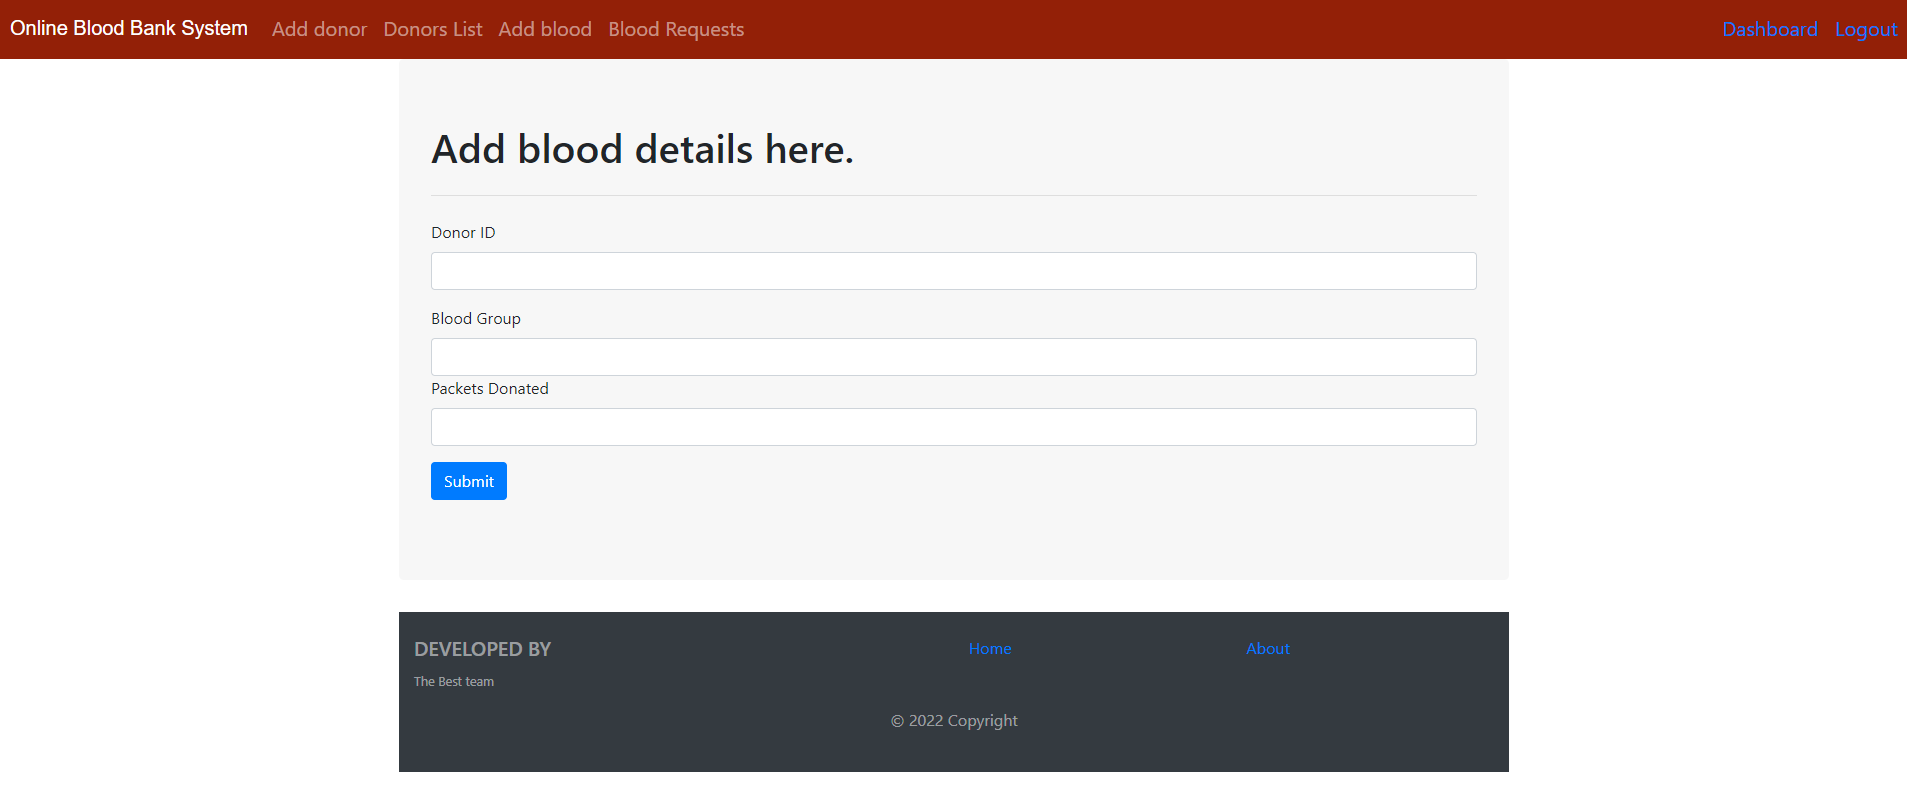 Online Blood Bank System Add donor Donors List Add blood Blood Requests Dashboard Logout
Add blood details here.
Donor ID
Blood Group
Packets Donated
Submit
DEVELOPED BY Home About
The Best team
© 2022 Copyright